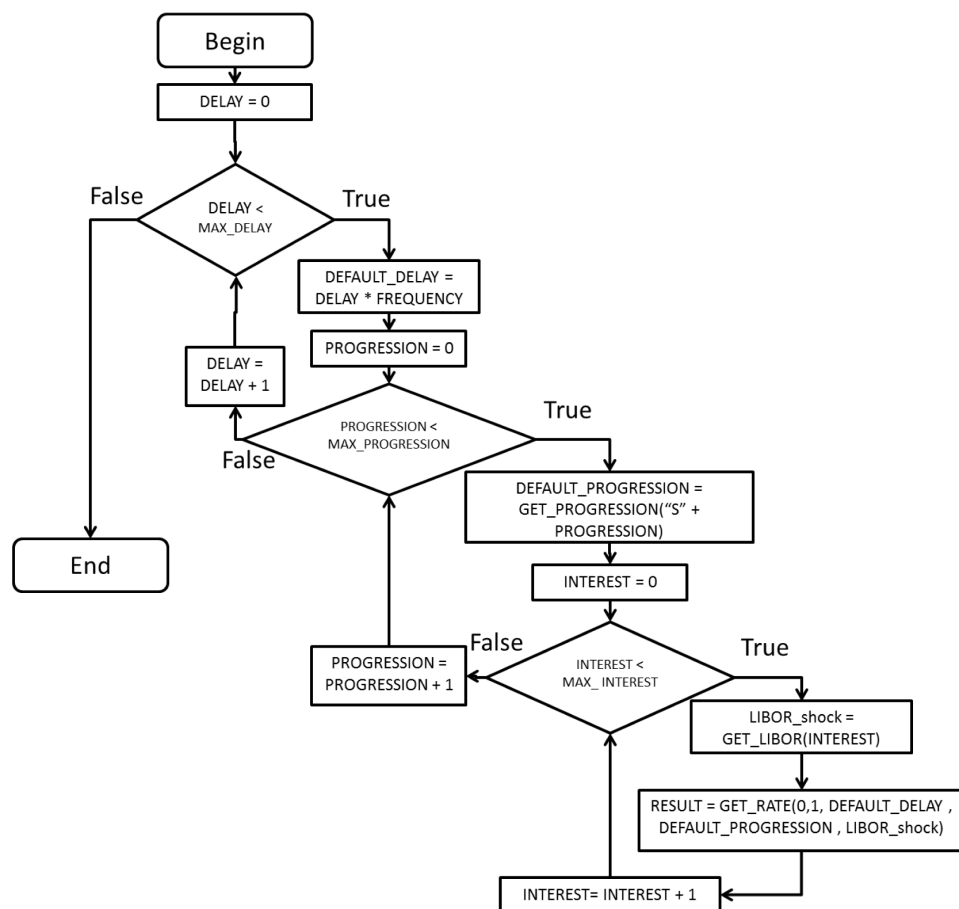 Begin
DELAY = 0
False
True
DELAY <
MAX_DELAY
DEFAULT_DELAY =
DELAY * FREQUENCY
PROGRESSION = 0
DELAY =
DELAY + 1
True
PROGRESSION <
MAX_PROGRESSION
False
DEFAULT_PROGRESSION =
GET_PROGRESSION(“S” +
PROGRESSION)
End
INTEREST = 0
False
True
PROGRESSION =
PROGRESSION + 1
INTEREST <
MAX_ INTEREST
LIBOR_shock =
GET_LIBOR(INTEREST)
RESULT = GET_RATE(0,1, DEFAULT_DELAY ,
DEFAULT_PROGRESSION , LIBOR_shock)
INTEREST= INTEREST + 1